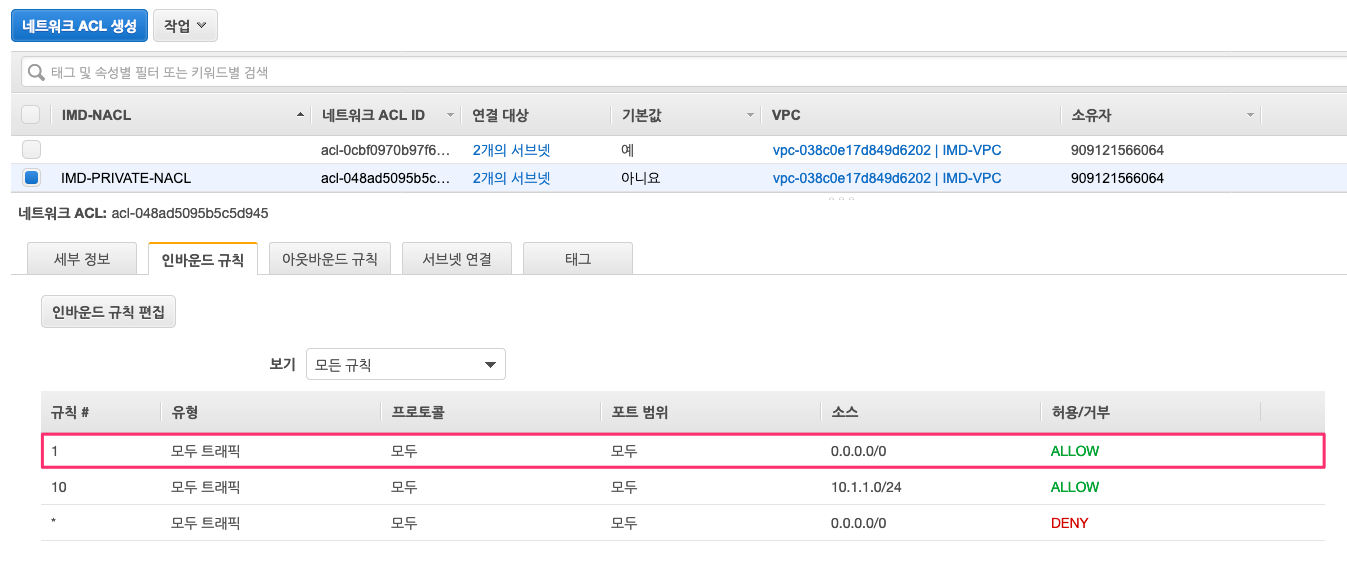 네트워크 ACL 생성 작업
태그 및 속성별 필터 또는 키워드별 검색
IMD-NACL 네트워크 ACL ID 연결 대상 기본값 VPC 소유자
acl-0cbf0970b97f6... 2개의 서브넷 예 vpc-038c0e17d849d6202 | IMD-VPC 909121566064
IMD-PRIVATE-NACL acl-048ad5095b5c... 2개의 서브넷 아니요 vpc-038c0e17d849d6202 | IMD-VPC 909121566064
네트워크 ACL: acl-048ad5095b5c5d945
세부 정보 인바운드 규칙 아웃바운드 규칙 서브넷 연결 태그
인바운드 규칙 편집
보기 모든 규칙
규칙 # 유형 프로토콜 포트 범위 소스 허용/거부
1 모두 트래픽 모두 모두 0.0.0.0/0 ALLOW
10 모두 트래픽 모두 모두 10.1.1.0/24 ALLOW
* 모두 트래픽 모두 모두 0.0.0.0/0 DENY